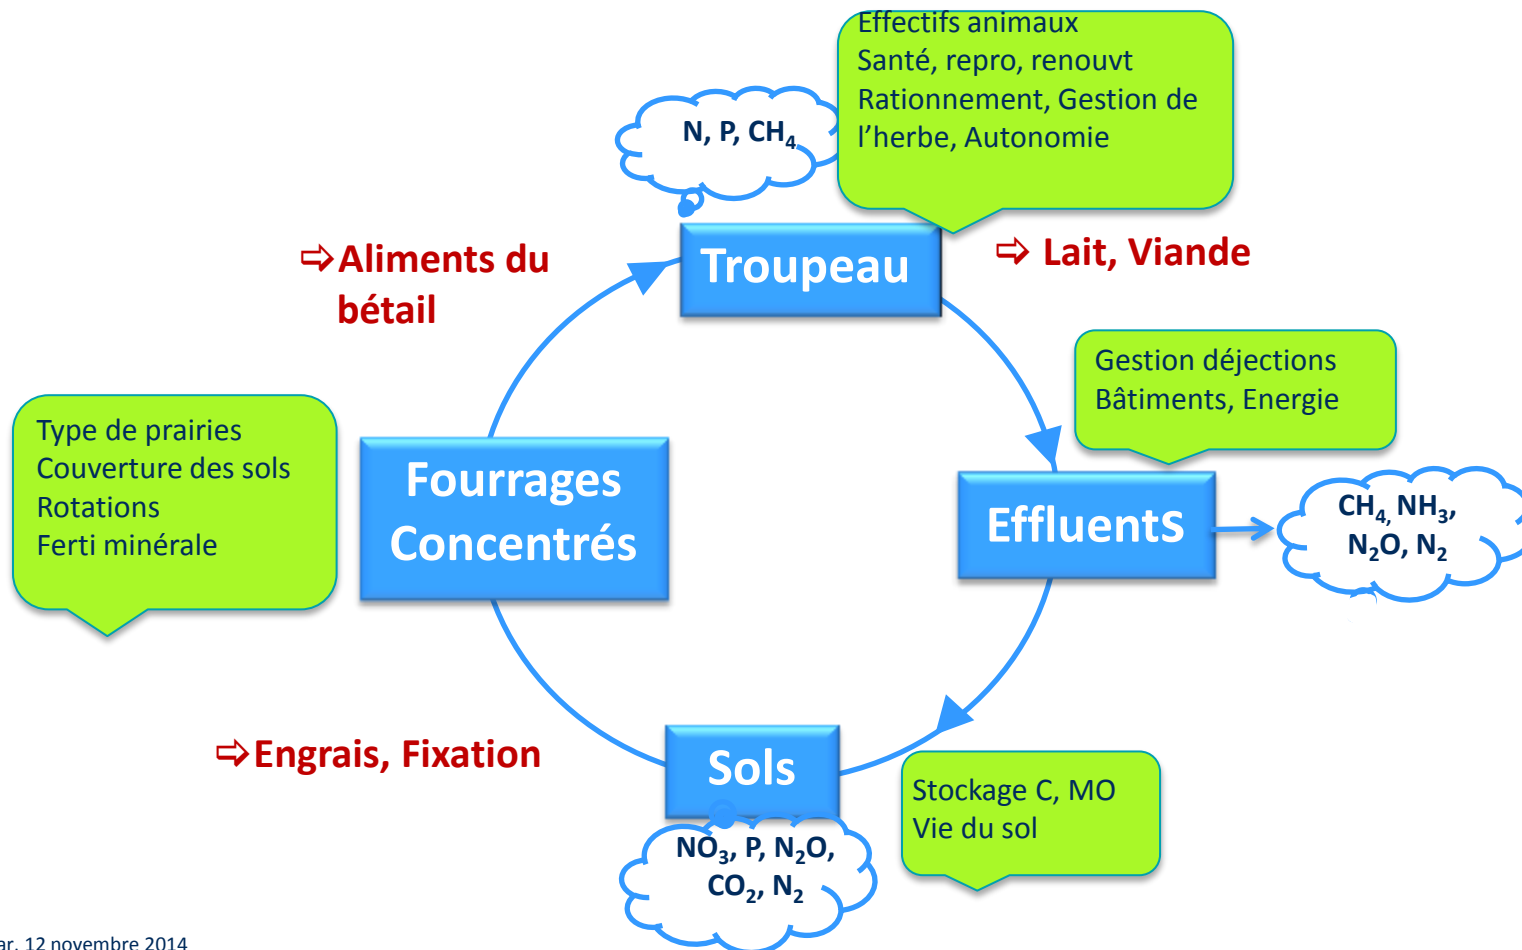 Effectifs animaux
Santé, repro, renouvt
Rationnement, Gestion de
l’herbe, Autonomie
N, P, CH₄
Troupeau
⇨Aliments du
bétail
⇨ Lait, Viande
Gestion déjections
Bâtiments, Energie
Type de prairies
Couverture des sols
Rotations
Ferti minérale
Fourrages
Concentrés
Effluents
CH₄, NH₃,
N₂O, N₂
⇨Engrais, Fixation
Sols
Stockage C, MO
Vie du sol
NO₃, P, N₂O,
CO₂, N₂
12 novembre 2014